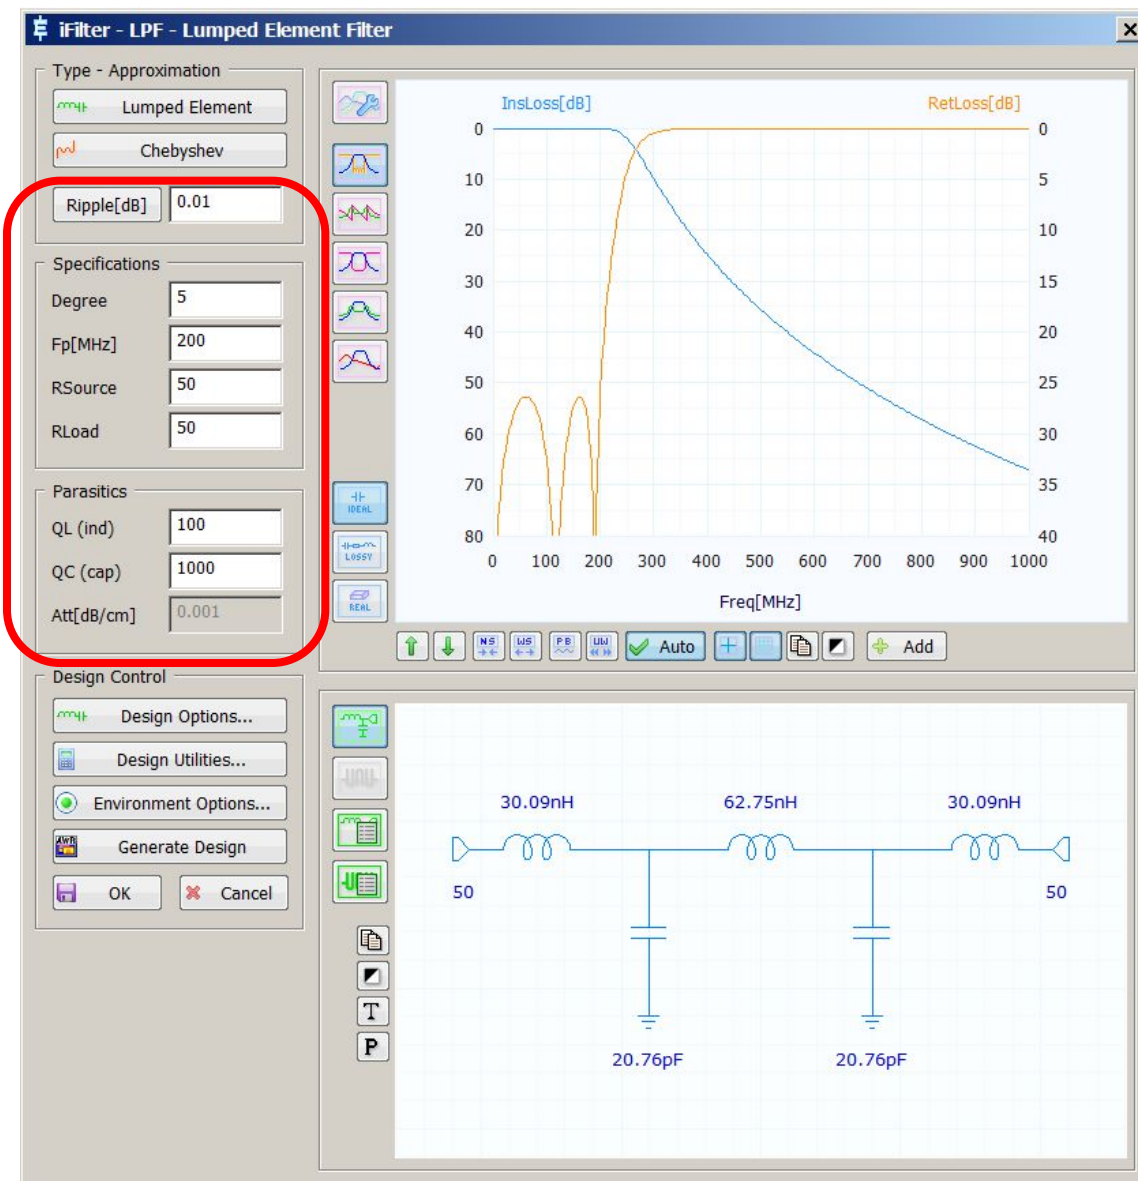 iFilter - LPF - Lumped Element Filter
Type - Approximation
Lumped Element
Chebyshev
Ripple[dB] 0.01
Specifications
Degree 5
Fp[MHz] 200
RSource 50
RLoad 50
Parasitics
QL (ind) 100
QC (cap) 1000
Att[dB/cm] 0.001
Design Control
Design Options...
Design Utilities...
Environment Options...
AWR Generate Design
OK Cancel
IDEAL
LOSSY
REAL
InsLoss[dB] RetLoss[dB]
0 0
10 5
20 10
30 15
40 20
50 25
60 30
70 35
80 40
0 100 200 300 400 500 600 700 800 900 1000
Freq[MHz]
NS WS PB UW Auto Add
T
P
30.09nH 62.75nH 30.09nH
50 50
20.76pF 20.76pF